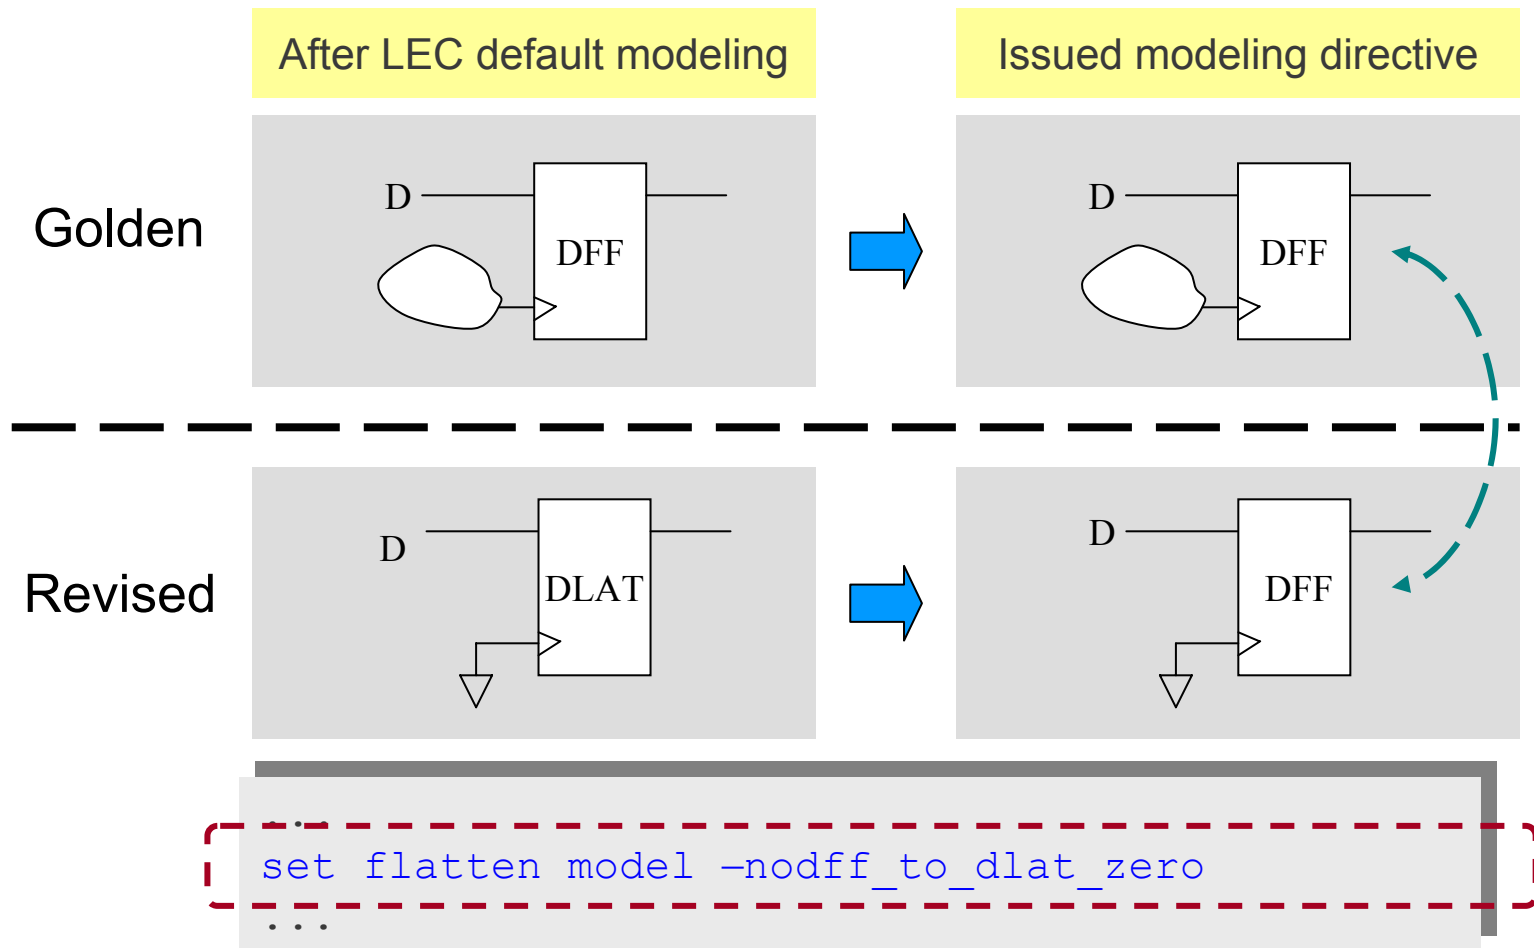 After LEC default modeling
Issued modeling directive
Golden
D
DFF
D
DFF
Revised
D
DLAT
D
DFF
...
set flatten model –nodff_to_dlat_zero
...